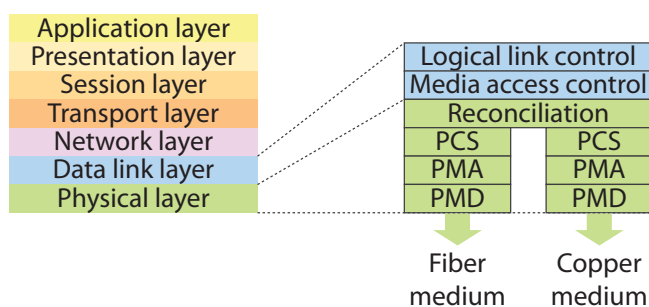 Application layer
Presentation layer
Session layer
Transport layer
Network layer
Data link layer
Physical layer
Logical link control
Media access control
Reconciliation
PCS
PMA
PMD
PCS
PMA
PMD
Fiber
medium
Copper
medium